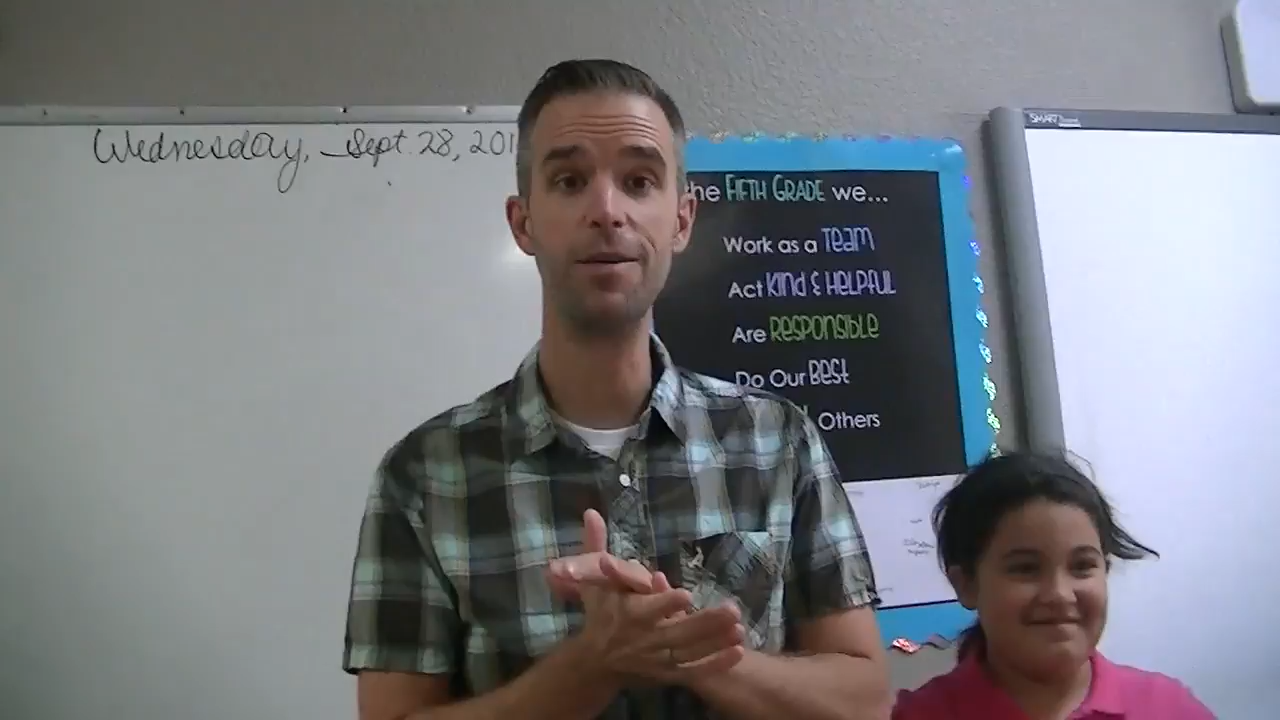 Wednesday, Sept. 28, 201
SMART
the FIFTH GRADE we...
Work as a TEAM
Act KIND & HELPFUL
Are RESPONSIBLE
Do Our BEST
Others